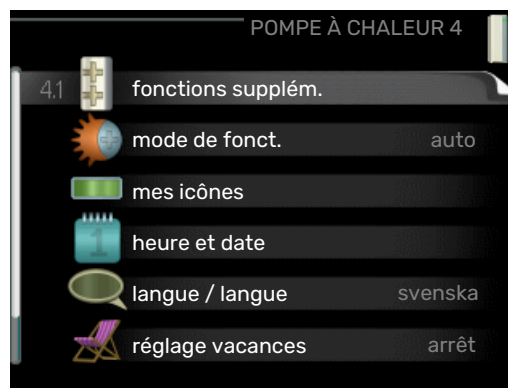 POMPE À CHALEUR 4
4.1 fonctions supplém.
mode de fonct. auto
mes icônes
1
heure et date
langue / langue svenska
réglage vacances arrêt